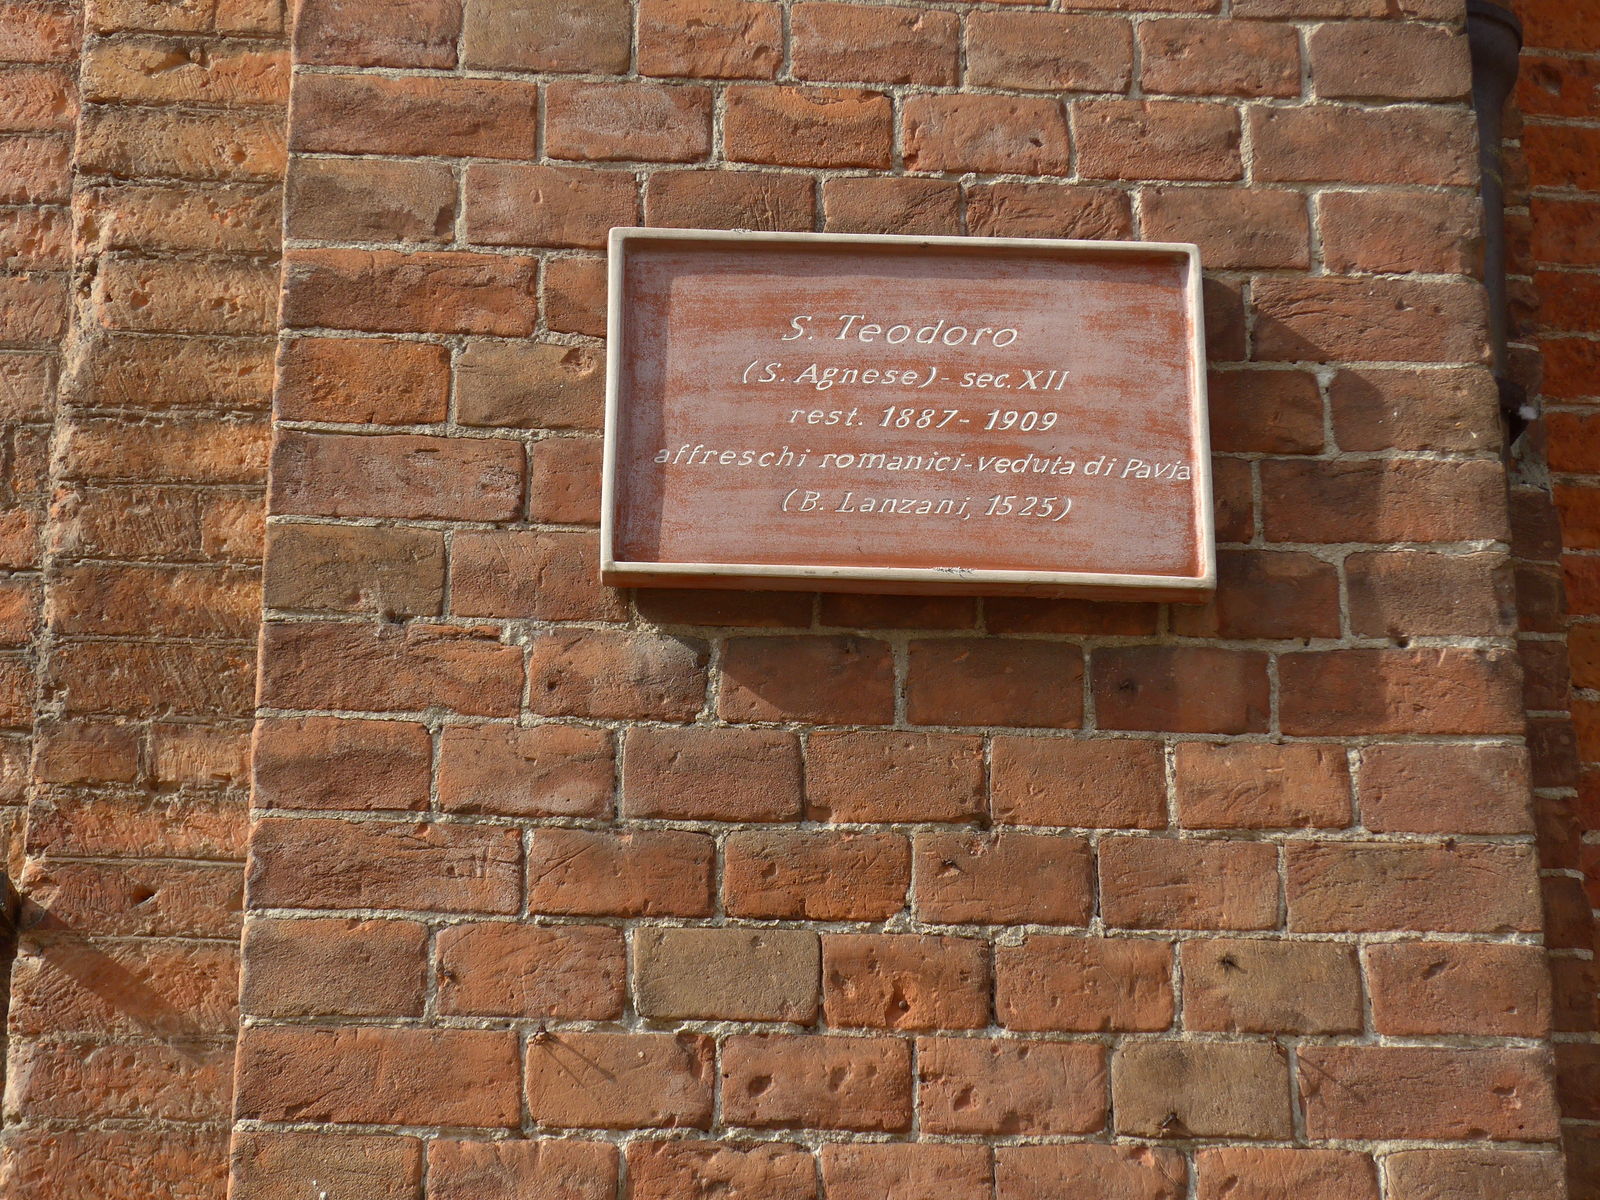 S. Teodoro
(S. Agnese) - sec. XII
rest. 1887 - 1909
affreschi romanici - veduta di Pavia
(B. Lanzani, 1525)